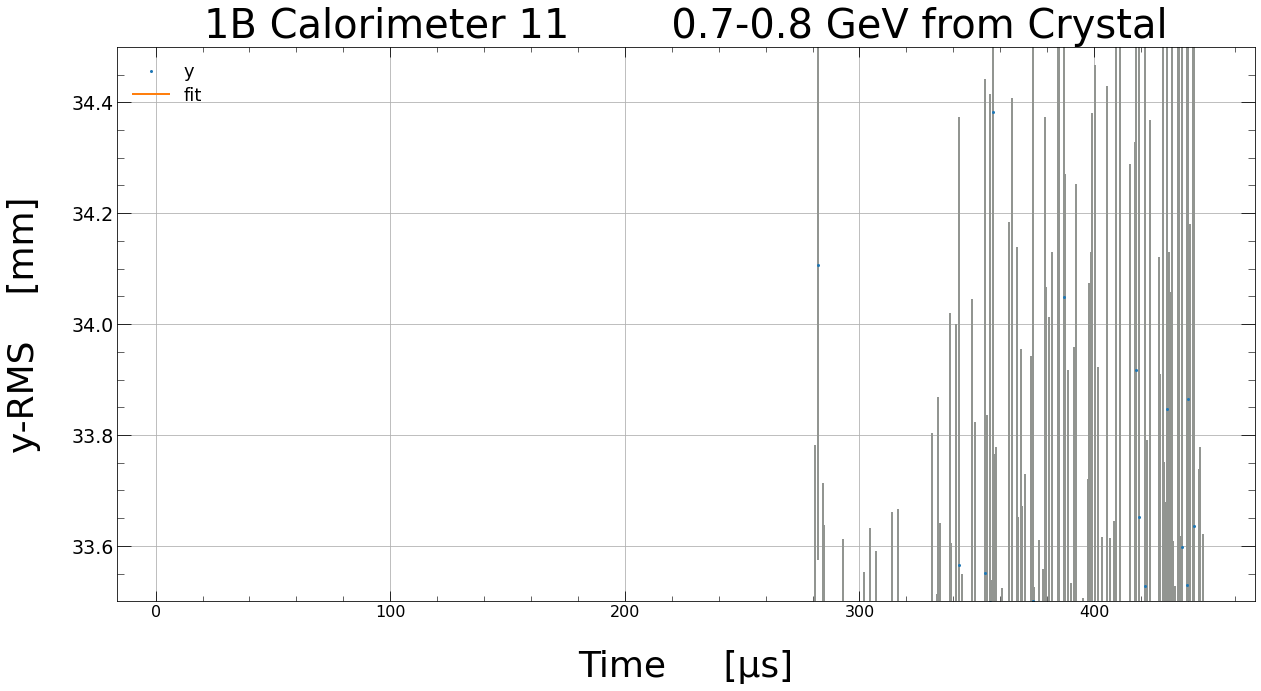 1B Calorimeter 11 0.7-0.8 GeV from Crystal
y
fit
34.4
34.2
34.0
33.8
33.6
y-RMS [mm]
0 100 200 300 400
Time [μs]